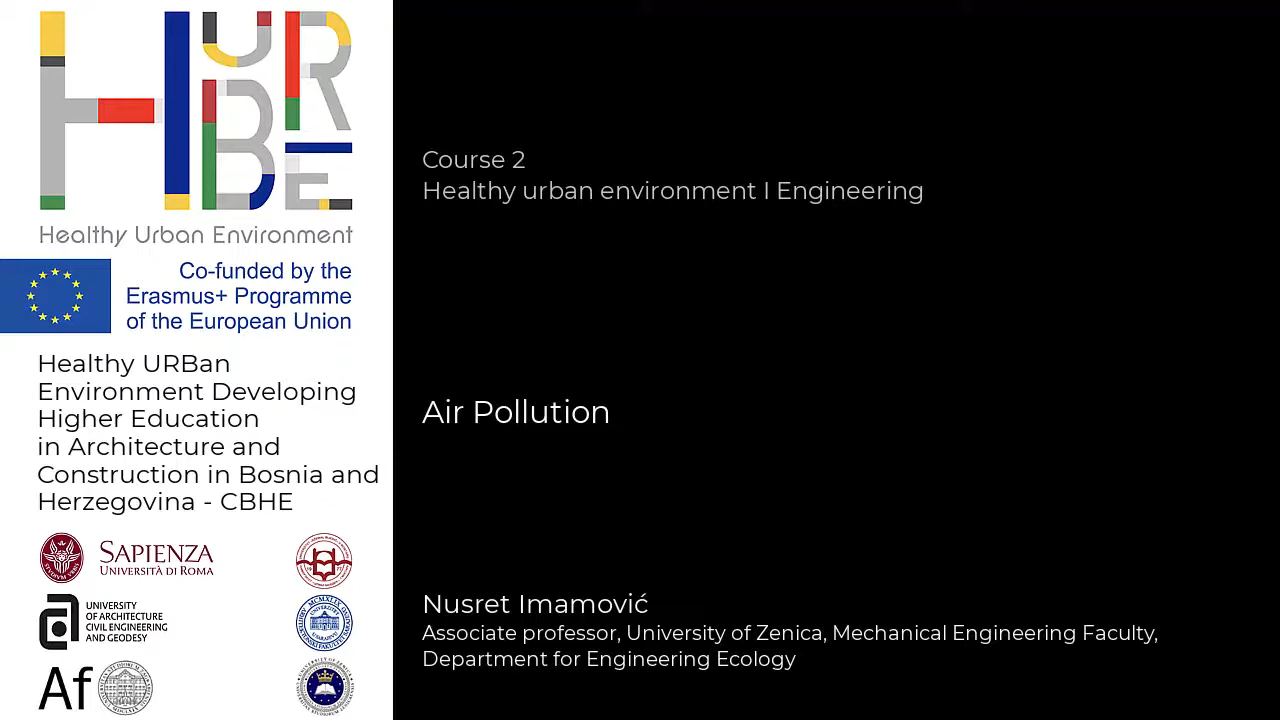 HURBE
Healthy Urban Environment
Co-funded by the
Erasmus+ Programme
of the European Union
Healthy URBan
Environment Developing
Higher Education
in Architecture and
Construction in Bosnia and
Herzegovina - CBHE
SAPIENZA
UNIVERSITÀ DI ROMA
UNIVERSITY
OF ARCHITECTURE
CIVIL ENGINEERING
AND GEODESY
Af
Course 2
Healthy urban environment I Engineering
Air Pollution
Nusret Imamović
Associate professor, University of Zenica, Mechanical Engineering Faculty,
Department for Engineering Ecology